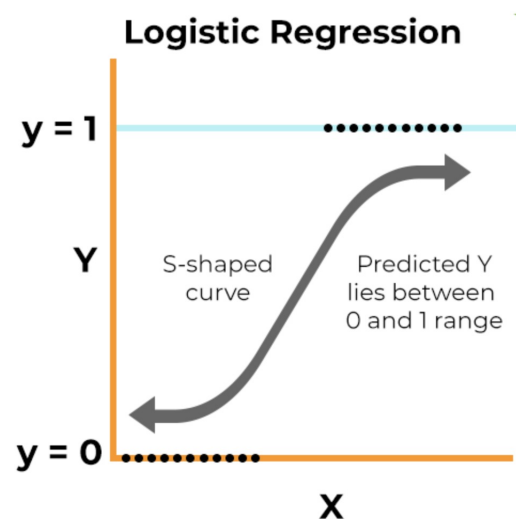 Logistic Regression
y = 1
Y
S-shaped
curve
Predicted Y
lies between
0 and 1 range
y = 0
X